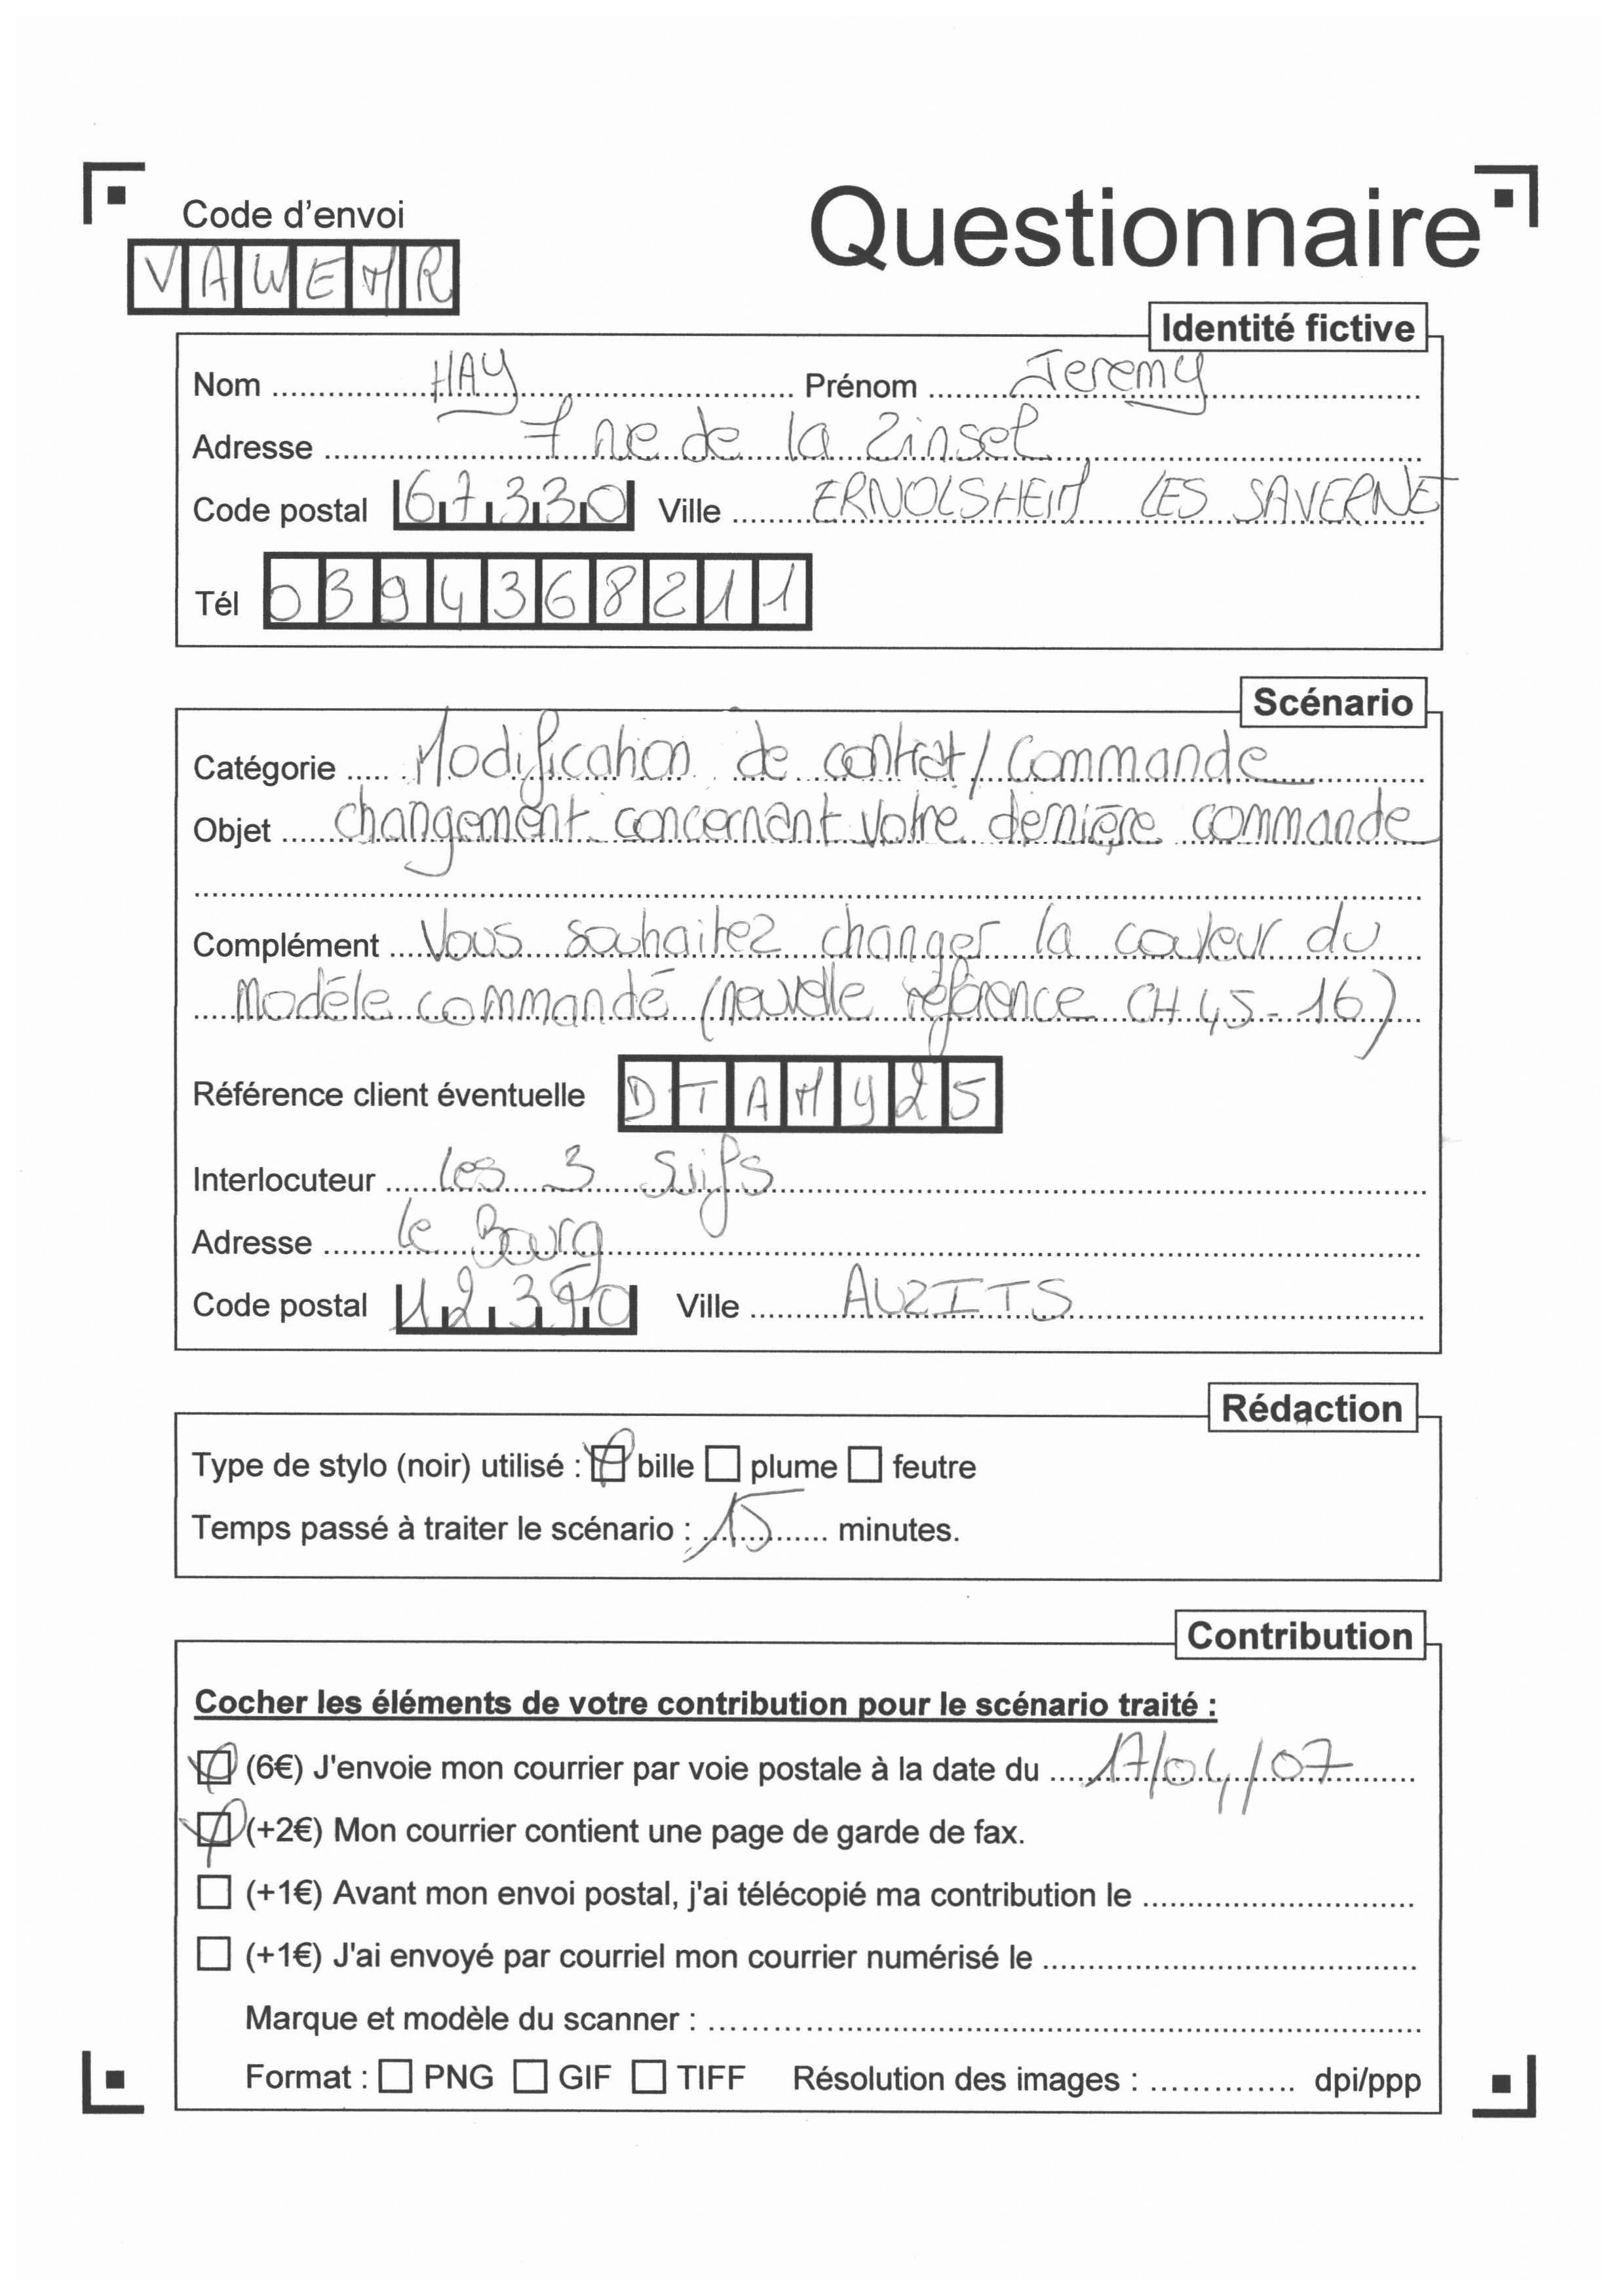 Code d'envoi
VAWEMR
Questionnaire
Identité fictive
Nom HAY Prénom Jeremy
Adresse 7 rue de la Zinsel
Code postal 67330 Ville ERNOLSHEIM LES SAVERNE
Tél 0394368211
Scénario
Catégorie Modification de contrat / Commande
Objet changement concernant votre dernière commande
Complément Vous souhaitez changer la couleur du
modèle commandé (nouvelle référence CH 45-16)
Référence client éventuelle DTAMY25
Interlocuteur Les 3 Suifs
Adresse le Bourg
Code postal 12390 Ville AUZITS
Rédaction
Type de stylo (noir) utilisé : bille plume feutre
Temps passé à traiter le scénario : 15 minutes.
Contribution
Cocher les éléments de votre contribution pour le scénario traité :
(6€) J'envoie mon courrier par voie postale à la date du 17/04/07
(+2€) Mon courrier contient une page de garde de fax.
(+1€) Avant mon envoi postal, j'ai télécopié ma contribution le
(+1€) J'ai envoyé par courriel mon courrier numérisé le
Marque et modèle du scanner :
Format : PNG GIF TIFF Résolution des images : dpi/ppp